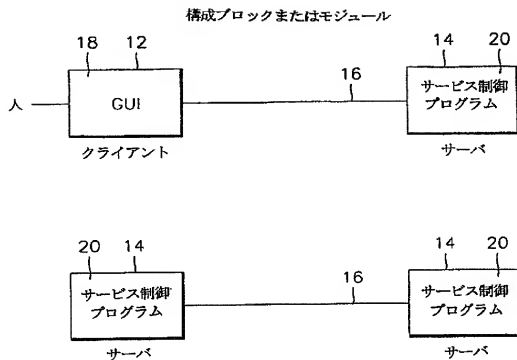 構成ブロックまたはモジュール
18 12
14 20
人
GUI
16
サービス制御
プログラム
クライアント
サーバ
20 14
14 20
サービス制御
プログラム
16
サービス制御
プログラム
サーバ
サーバ